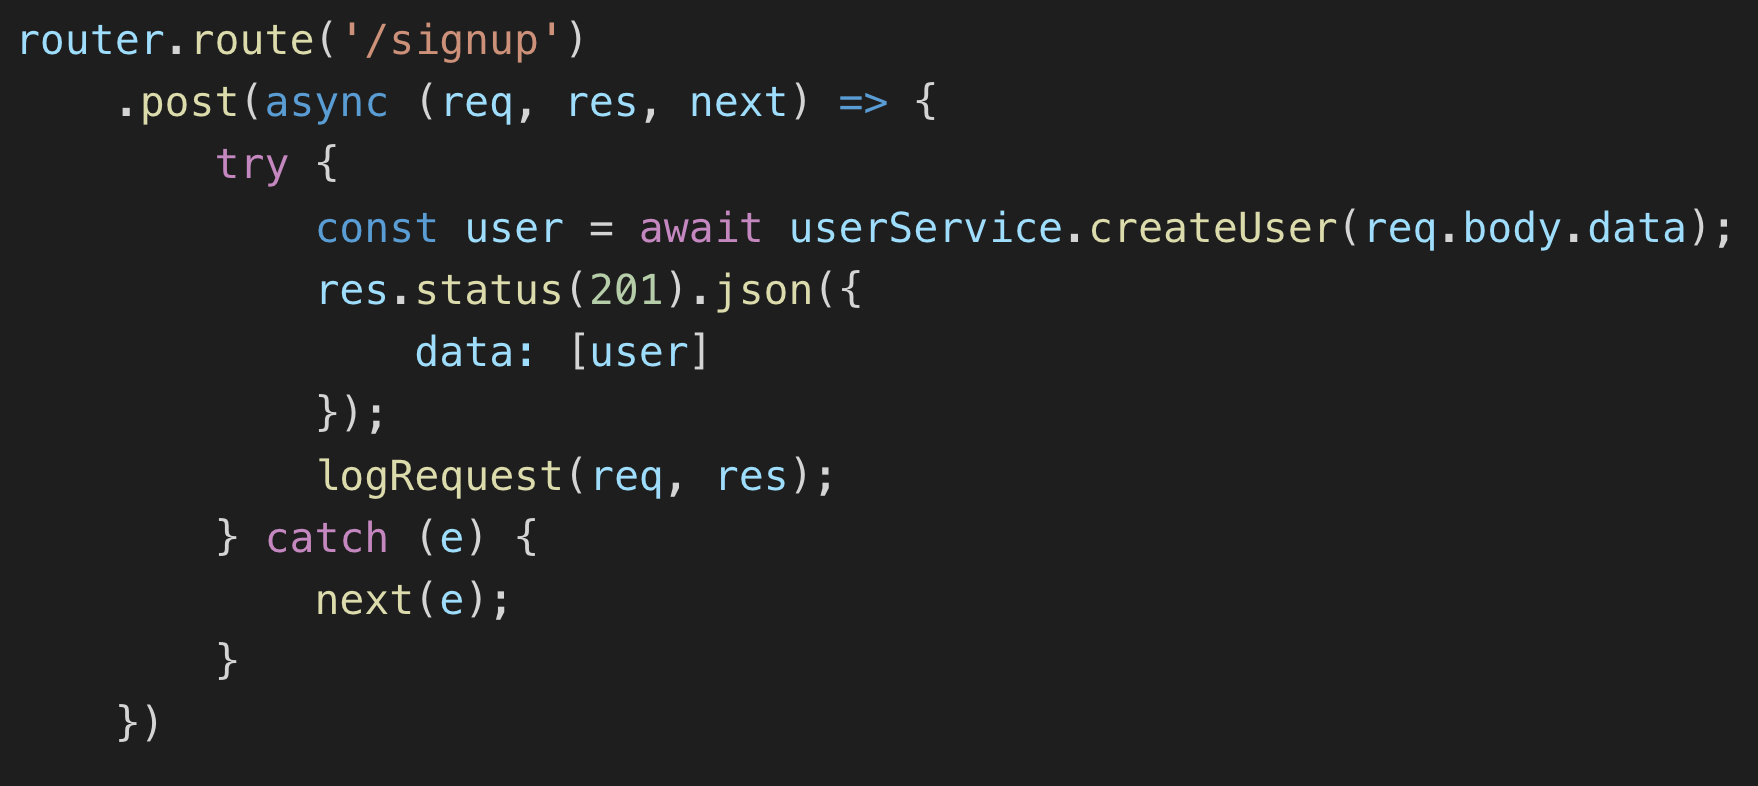 router.route('/signup')
    .post(async (req, res, next) => {
        try {
            const user = await userService.createUser(req.body.data);
            res.status(201).json({
                data: [user]
            });
            logRequest(req, res);
        } catch (e) {
            next(e);
        }
    })